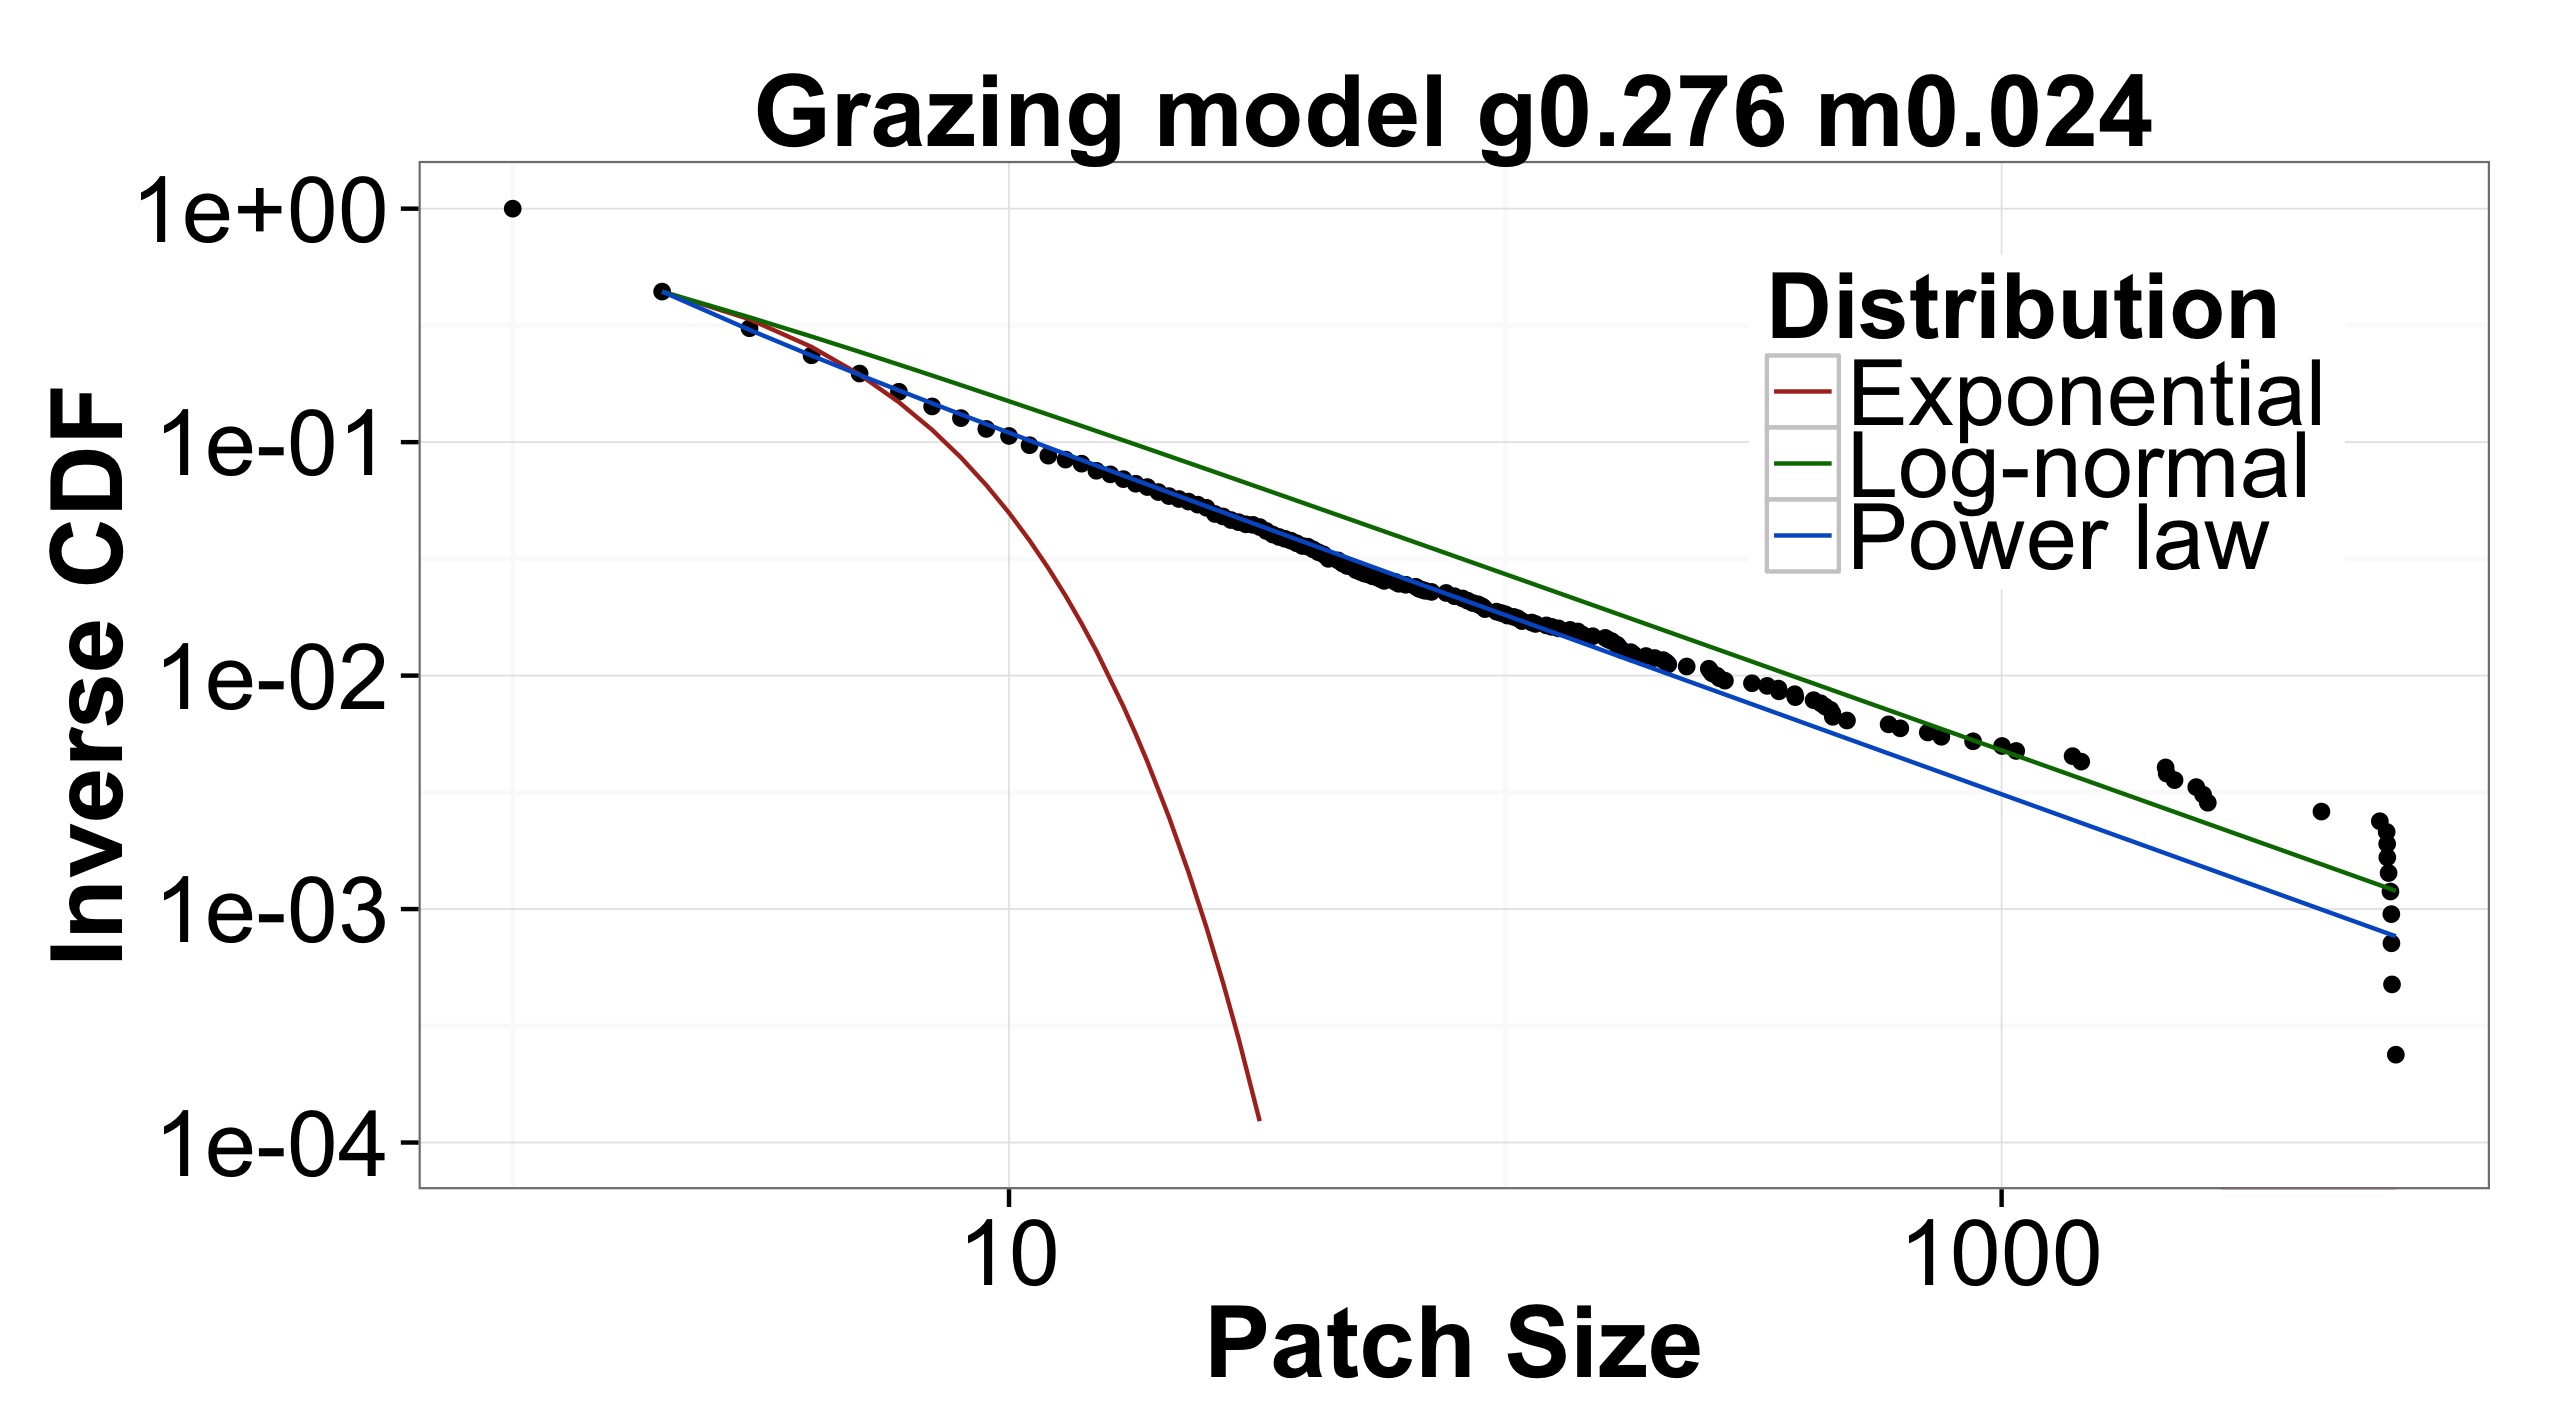 Grazing model g0.276 m0.024
1e+00
1e-01
1e-02
1e-03
1e-04
Inverse CDF
Distribution
Exponential
Log-normal
Power law
10
1000
Patch Size